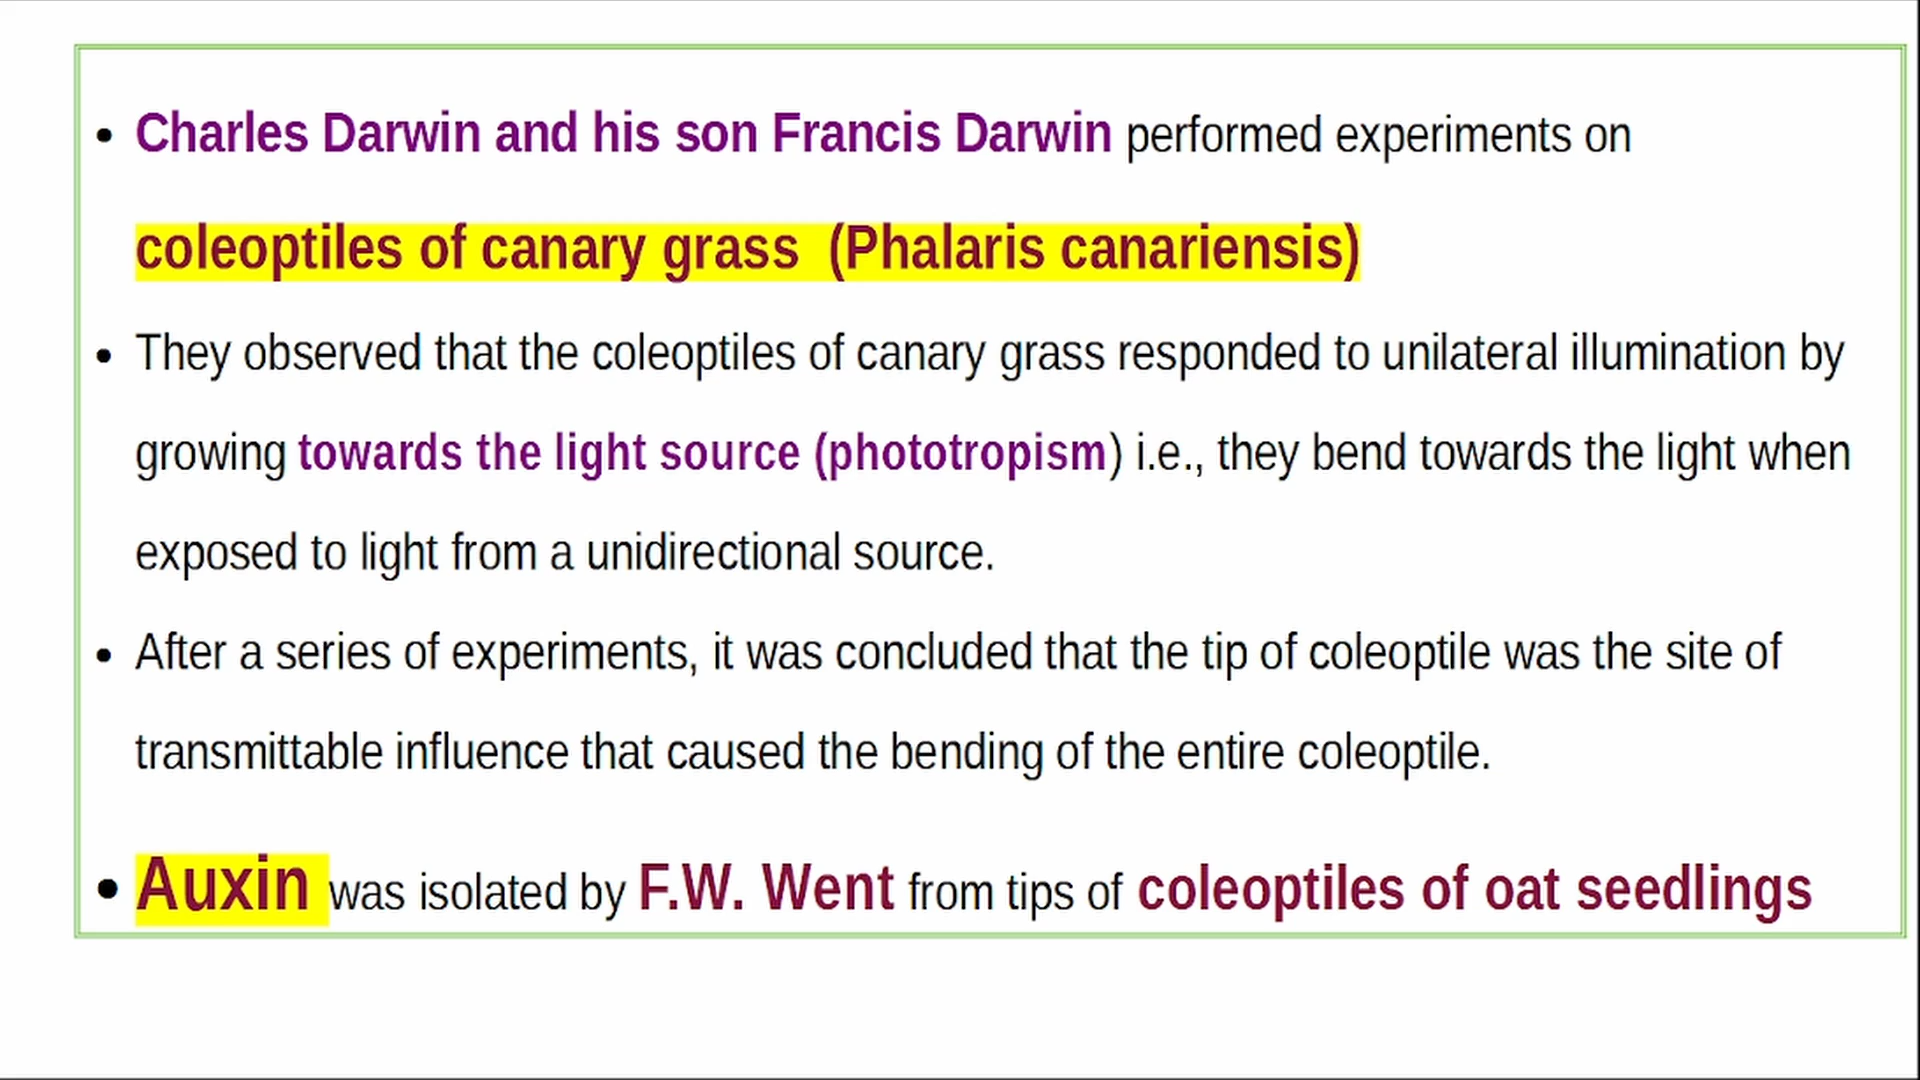 • Charles Darwin and his son Francis Darwin performed experiments on
coleoptiles of canary grass (Phalaris canariensis)
• They observed that the coleoptiles of canary grass responded to unilateral illumination by
growing towards the light source (phototropism) i.e., they bend towards the light when
exposed to light from a unidirectional source.
• After a series of experiments, it was concluded that the tip of coleoptile was the site of
transmittable influence that caused the bending of the entire coleoptile.
• Auxin was isolated by F.W. Went from tips of coleoptiles of oat seedlings